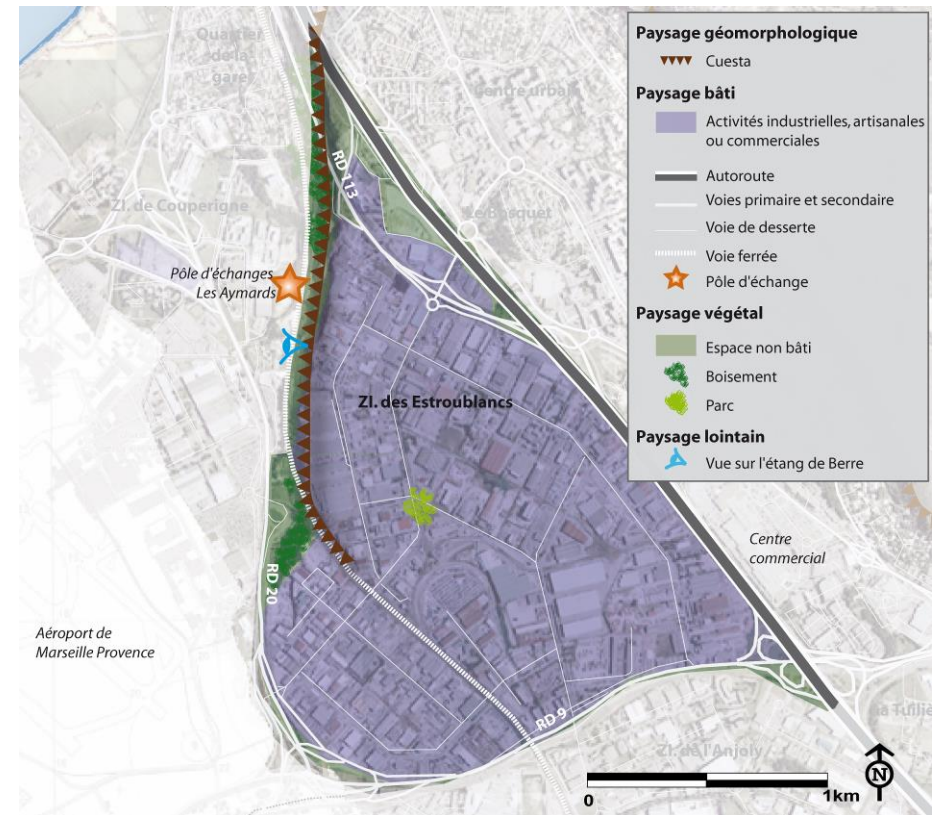 Quartier
de la
gare
Centre urbain
RD 113
ZI. de Couperigne
Le Bosquet
Pôle d'échanges
Les Aymards
ZI. des Estroublancs
RD 20
Aéroport de
Marseille Provence
Centre
commercial
RD 9
ZI. de l'Anjoly
0
1km
N
Paysage géomorphologique
Cuesta
Paysage bâti
Activités industrielles, artisanales
ou commerciales
Autoroute
Voies primaire et secondaire
Voie de desserte
Voie ferrée
Pôle d'échange
Paysage végétal
Espace non bâti
Boisement
Parc
Paysage lointain
Vue sur l'étang de Berre